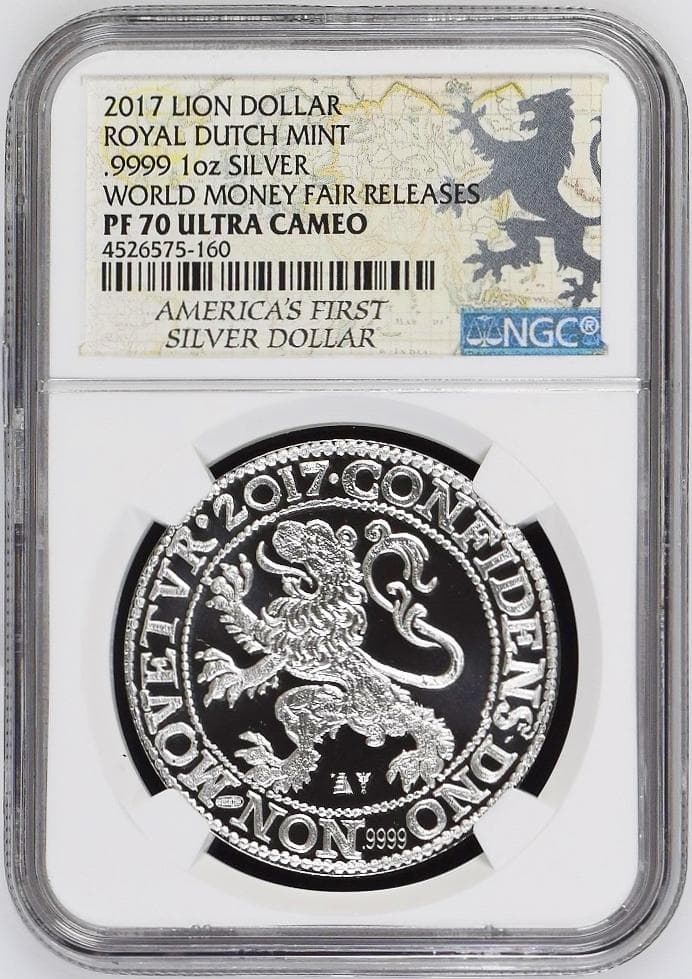 2017 LION DOLLAR
ROYAL DUTCH MINT
.9999 1oz SILVER
WORLD MONEY FAIR RELEASES
PF 70 ULTRA CAMEO
4526575-160
AMERICA'S FIRST
SILVER DOLLAR
NGC®
CONFIDENS·DNO·NON·MOVETVR·2017·
.9999